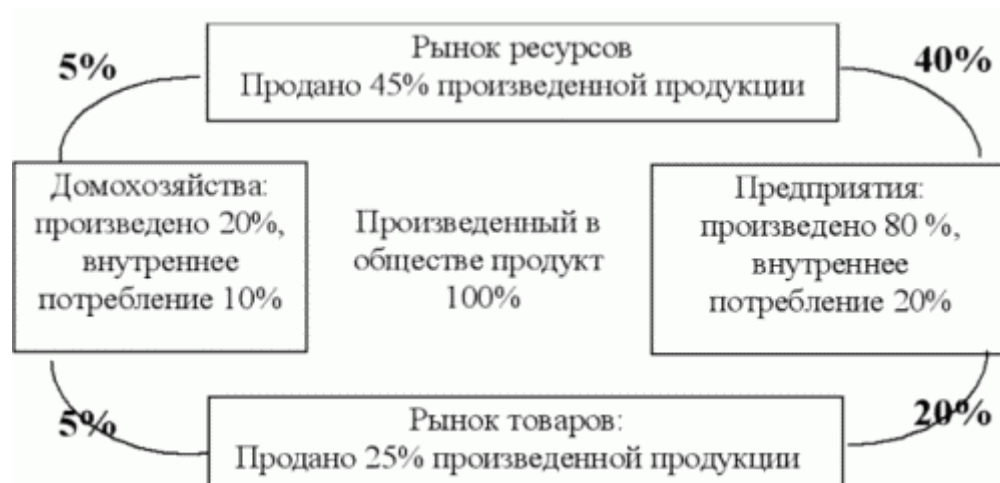 5%
Рынок ресурсов
Продано 45% произведенной продукции
40%
Домохозяйства:
произведено 20%,
внутреннее
потребление 10%
Произведенный в
обществе продукт
100%
Предприятия:
произведено 80 %,
внутреннее
потребление 20%
5%
Рынок товаров:
Продано 25% произведенной продукции
20%